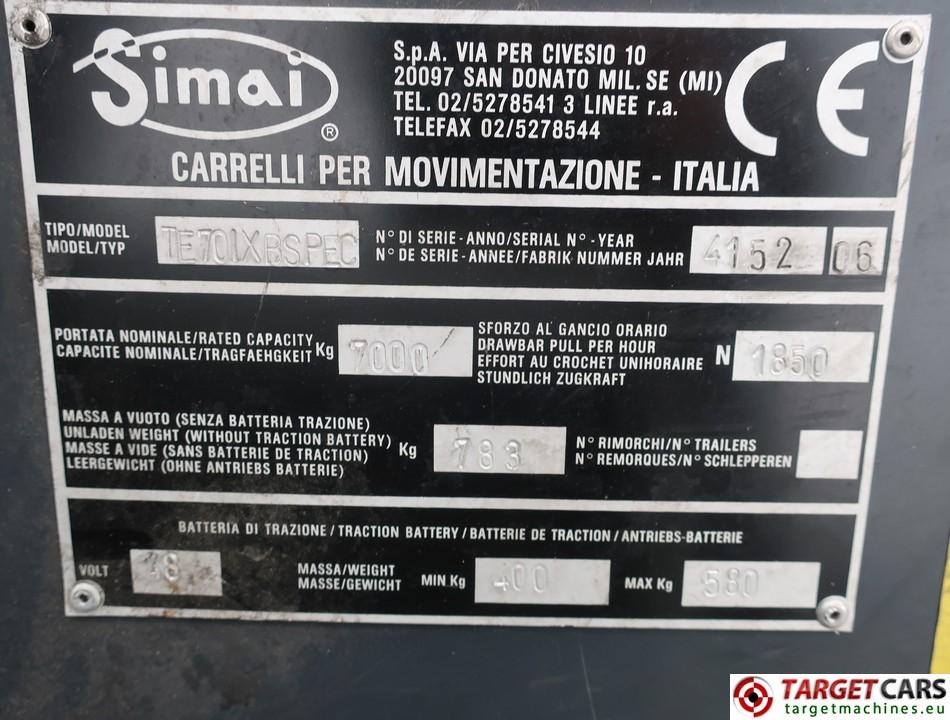 Simai ®
S.p.A. VIA PER CIVESIO 10
20097 SAN DONATO MIL. SE (MI)
TEL. 02/5278541 3 LINEE r.a.
TELEFAX 02/5278544
CE
CARRELLI PER MOVIMENTAZIONE - ITALIA
TIPO/MODEL
MODEL/TYP
TE70IXBSPEC
N° DI SERIE - ANNO/SERIAL N° - YEAR
N° DE SERIE - ANNEE/FABRIK NUMMER JAHR
4152 06
PORTATA NOMINALE/RATED CAPACITY
CAPACITE NOMINALE/TRAGFAEHGKEIT Kg
7000
SFORZO AL GANCIO ORARIO
DRAWBAR PULL PER HOUR
EFFORT AU CROCHET UNIHORAIRE
STUNDLICH ZUGKRAFT
N 1850
MASSA A VUOTO (SENZA BATTERIA TRAZIONE)
UNLADEN WEIGHT (WITHOUT TRACTION BATTERY)
MASSE A VIDE (SANS BATTERIE DE TRACTION)
LEERGEWICHT (OHNE ANTRIEBS BATTERIE)
Kg 783
N° RIMORCHI/N° TRAILERS
N° REMORQUES/N° SCHLEPPEREN
BATTERIA DI TRAZIONE / TRACTION BATTERY / BATTERIE DE TRACTION / ANTRIEBS-BATTERIE
VOLT 48
MASSA/WEIGHT
MASSE/GEWICHT
MIN Kg 400
MAX Kg 580
TARGETCARS
targetmachines.eu